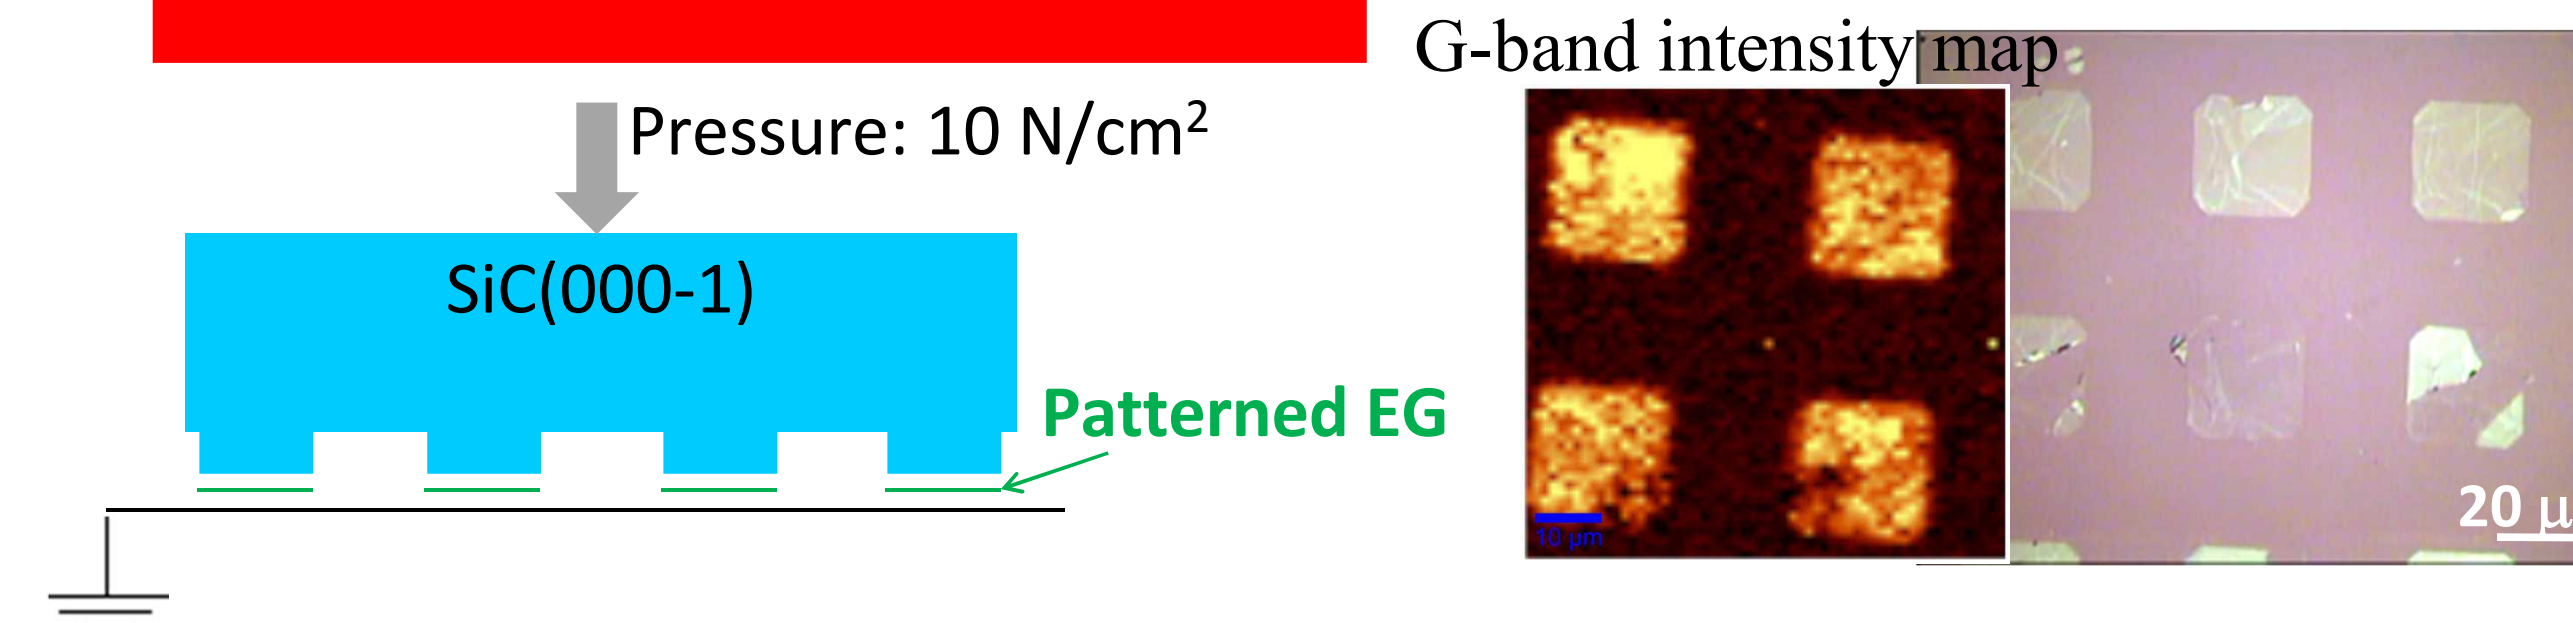 G-band intensity map
Pressure: 10 N/cm²
SiC(000-1)
Patterned EG
10 µm
20 µ